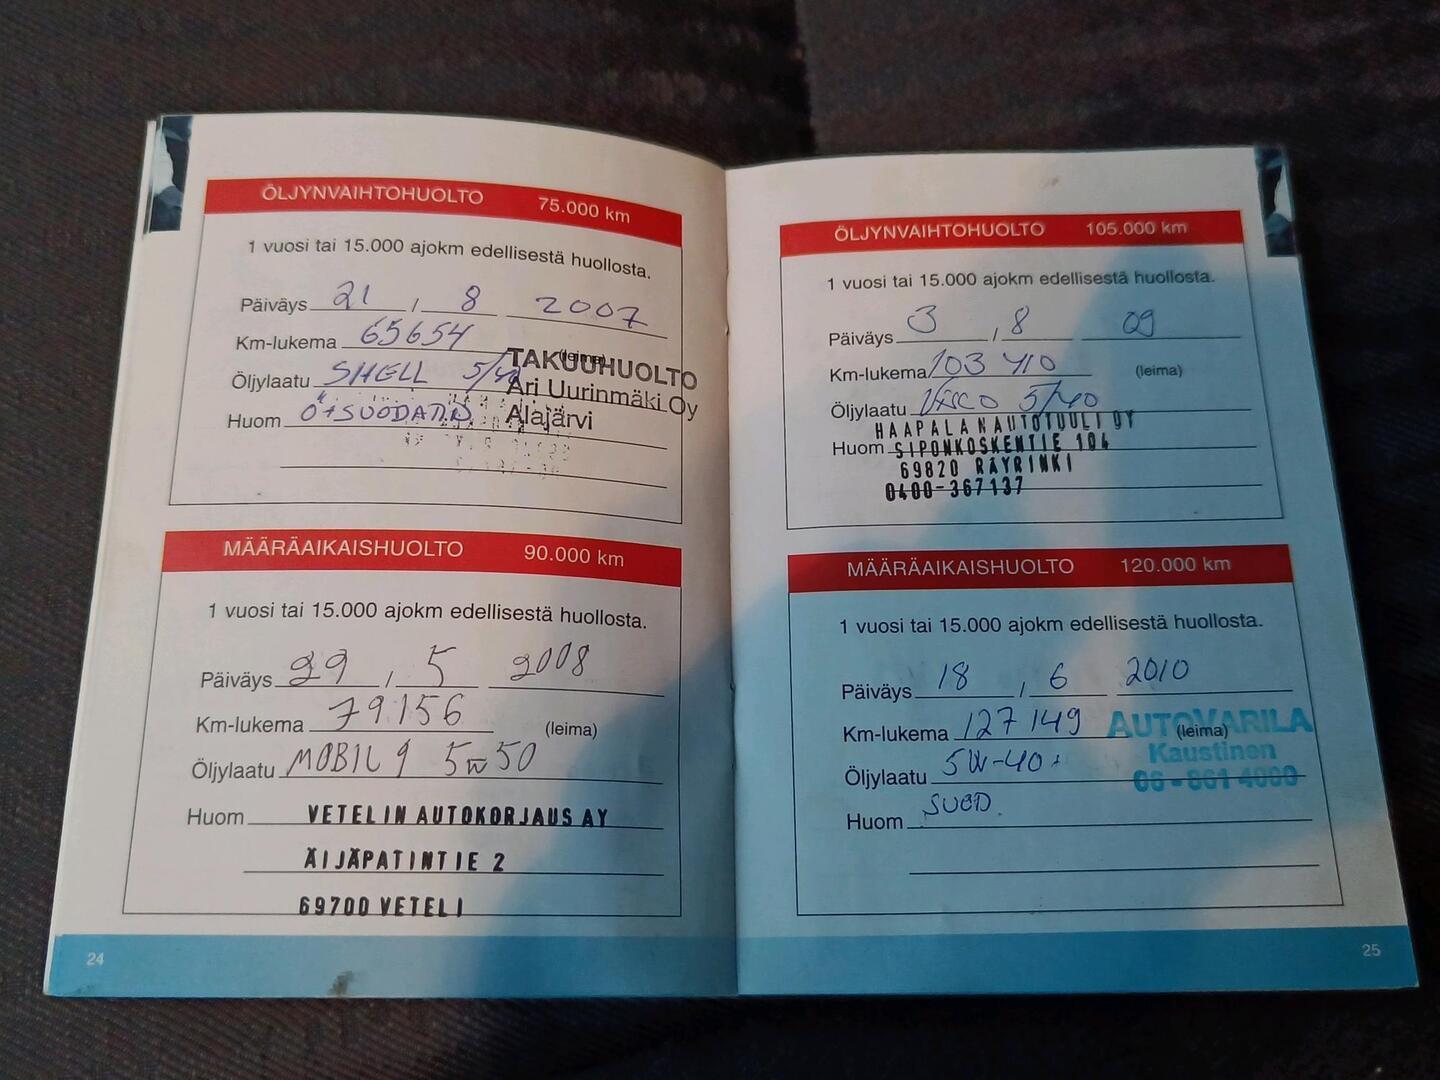 ÖLJYNVAIHTOHUOLTO 75.000 km
1 vuosi tai 15.000 ajokm edellisestä huollosta.
Päiväys 21 / 8 2007
Km-lukema 65654 (leima)
Öljylaatu SHELL 5/40
Huom Ö+SUODATIN
TAKUUHUOLTO
Ari Uurinmäki Oy
Alajärvi
MÄÄRÄAIKAISHUOLTO 90.000 km
1 vuosi tai 15.000 ajokm edellisestä huollosta.
Päiväys 29 / 5 2008
Km-lukema 79156 (leima)
Öljylaatu MOBIL 1 5w50
Huom VETELIN AUTOKORJAUS AY
ÄIJÄPATINTIE 2
69700 VETELI
24
ÖLJYNVAIHTOHUOLTO 105.000 km
1 vuosi tai 15.000 ajokm edellisestä huollosta.
Päiväys 3 , 8 09
Km-lukema 103 410 (leima)
Öljylaatu 5/40
HAAPALANAUTOTUULI OY
Huom SIPONKOSKENTIE 104
69820 RÄYRINKI
0400-367137
MÄÄRÄAIKAISHUOLTO 120.000 km
1 vuosi tai 15.000 ajokm edellisestä huollosta.
Päiväys 18 , 6 2010
Km-lukema 127 149 (leima)
Öljylaatu 5W-40
Huom SUOD.
AUTOVARILA
Kaustinen
06-861 4000
25